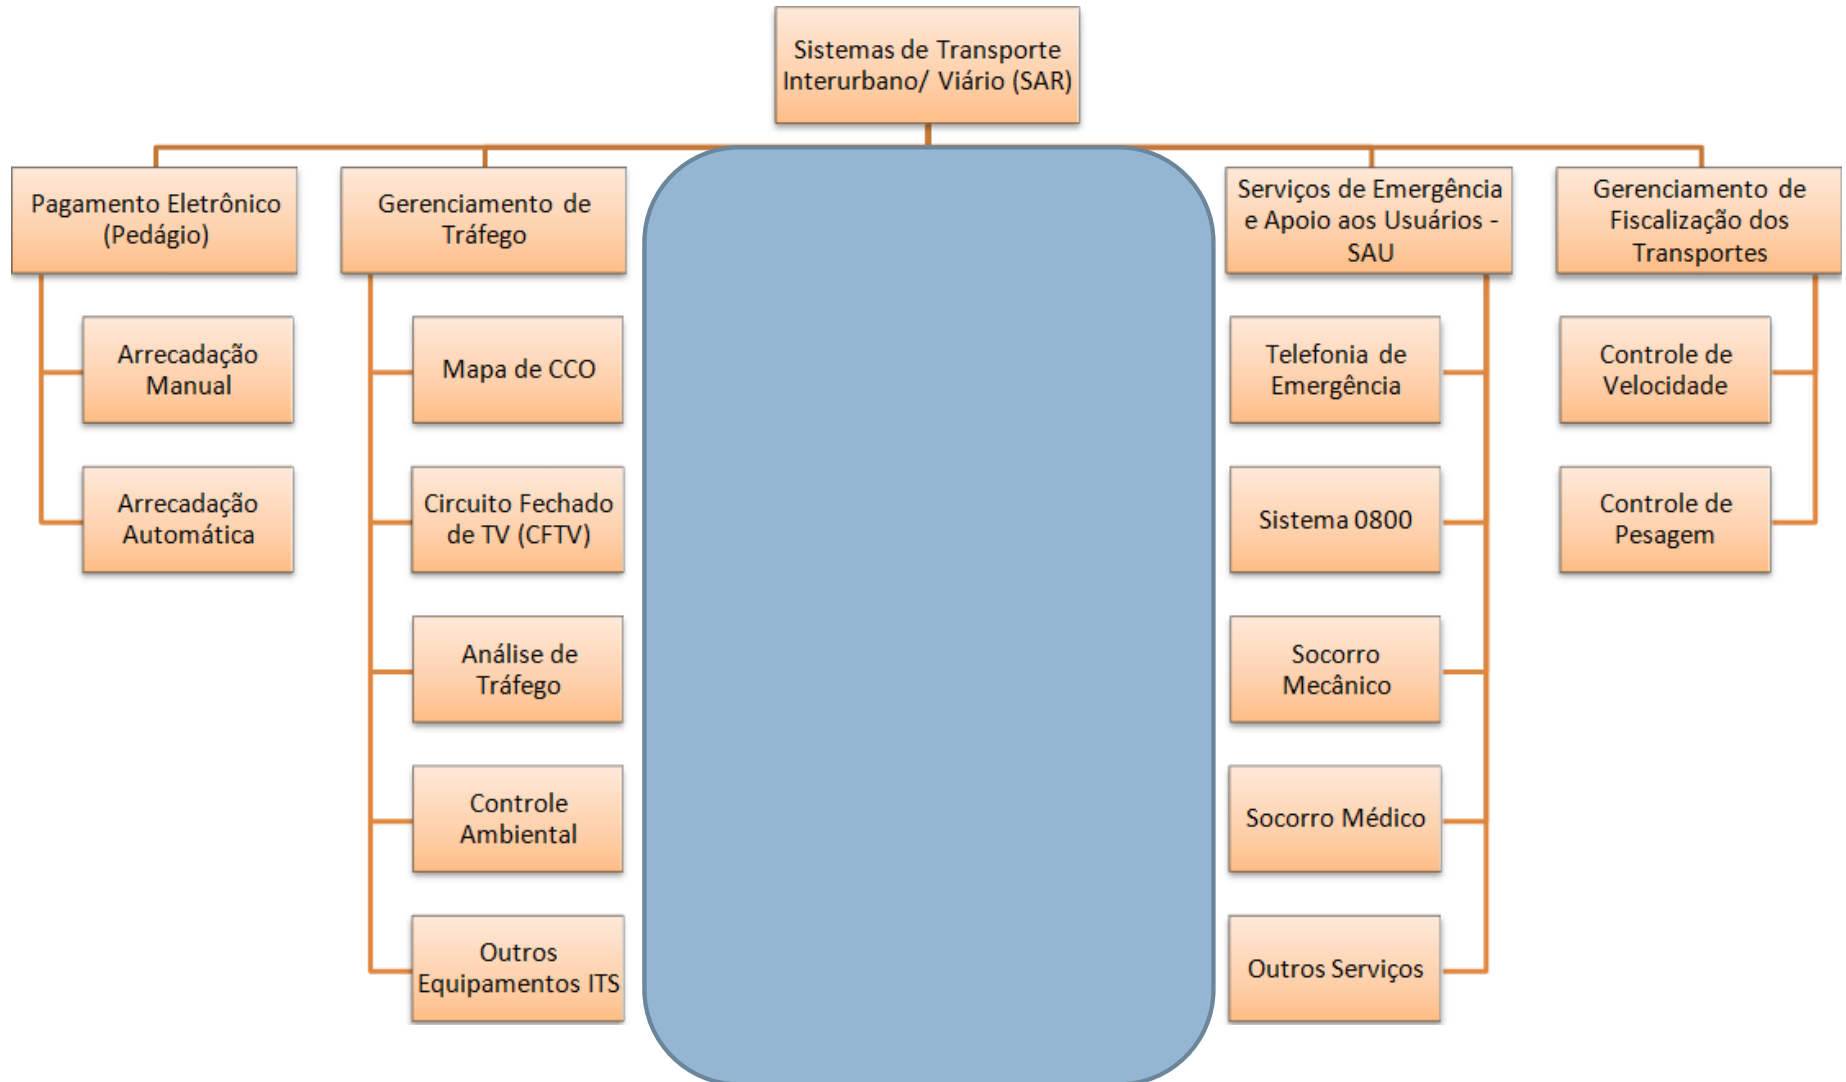 Sistemas de Transporte
Interurbano/ Viário (SAR)
Pagamento Eletrônico
(Pedágio)
Arrecadação
Manual
Arrecadação
Automática
Gerenciamento de
Tráfego
Mapa de CCO
Circuito Fechado
de TV (CFTV)
Análise de
Tráfego
Controle
Ambiental
Outros
Equipamentos ITS
Serviços de Emergência
e Apoio aos Usuários -
SAU
Telefonia de
Emergência
Sistema 0800
Socorro
Mecânico
Socorro Médico
Outros Serviços
Gerenciamento de
Fiscalização dos
Transportes
Controle de
Velocidade
Controle de
Pesagem